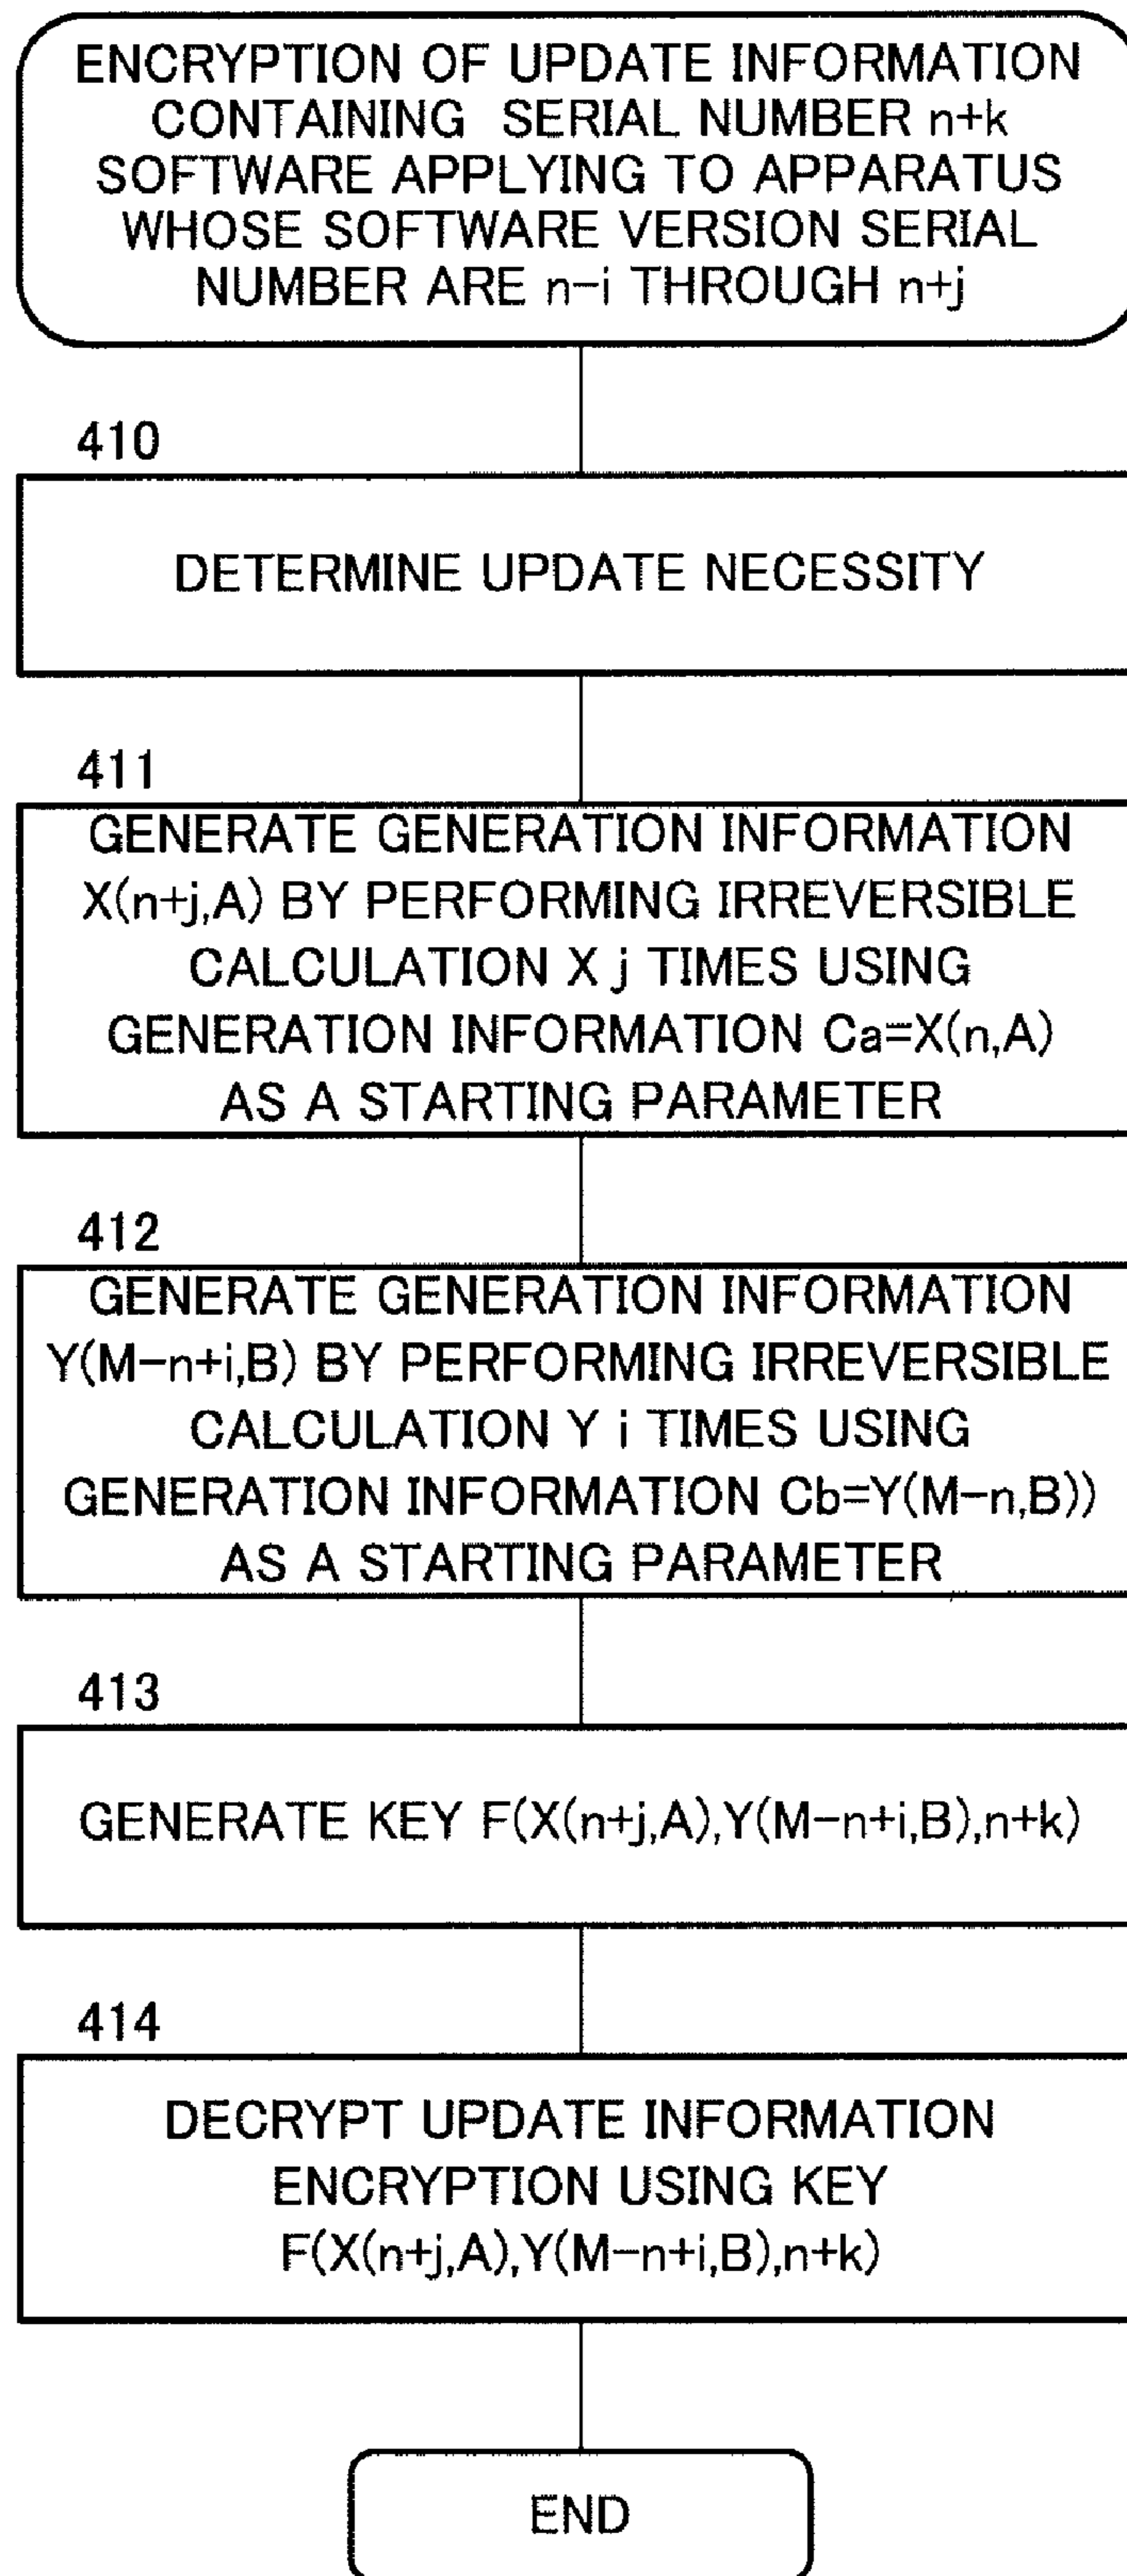 ENCRYPTION OF UPDATE INFORMATION
CONTAINING SERIAL NUMBER n+k
SOFTWARE APPLYING TO APPARATUS
WHOSE SOFTWARE VERSION SERIAL
NUMBER ARE n-i THROUGH n+j
410
DETERMINE UPDATE NECESSITY
411
GENERATE GENERATION INFORMATION
X(n+j,A) BY PERFORMING IRREVERSIBLE
CALCULATION X j TIMES USING
GENERATION INFORMATION Ca=X(n,A)
AS A STARTING PARAMETER
412
GENERATE GENERATION INFORMATION
Y(M-n+i,B) BY PERFORMING IRREVERSIBLE
CALCULATION Y i TIMES USING
GENERATION INFORMATION Cb=Y(M-n,B))
AS A STARTING PARAMETER
413
GENERATE KEY F(X(n+j,A),Y(M-n+i,B),n+k)
414
DECRYPT UPDATE INFORMATION
ENCRYPTION USING KEY
F(X(n+j,A),Y(M-n+i,B),n+k)
END